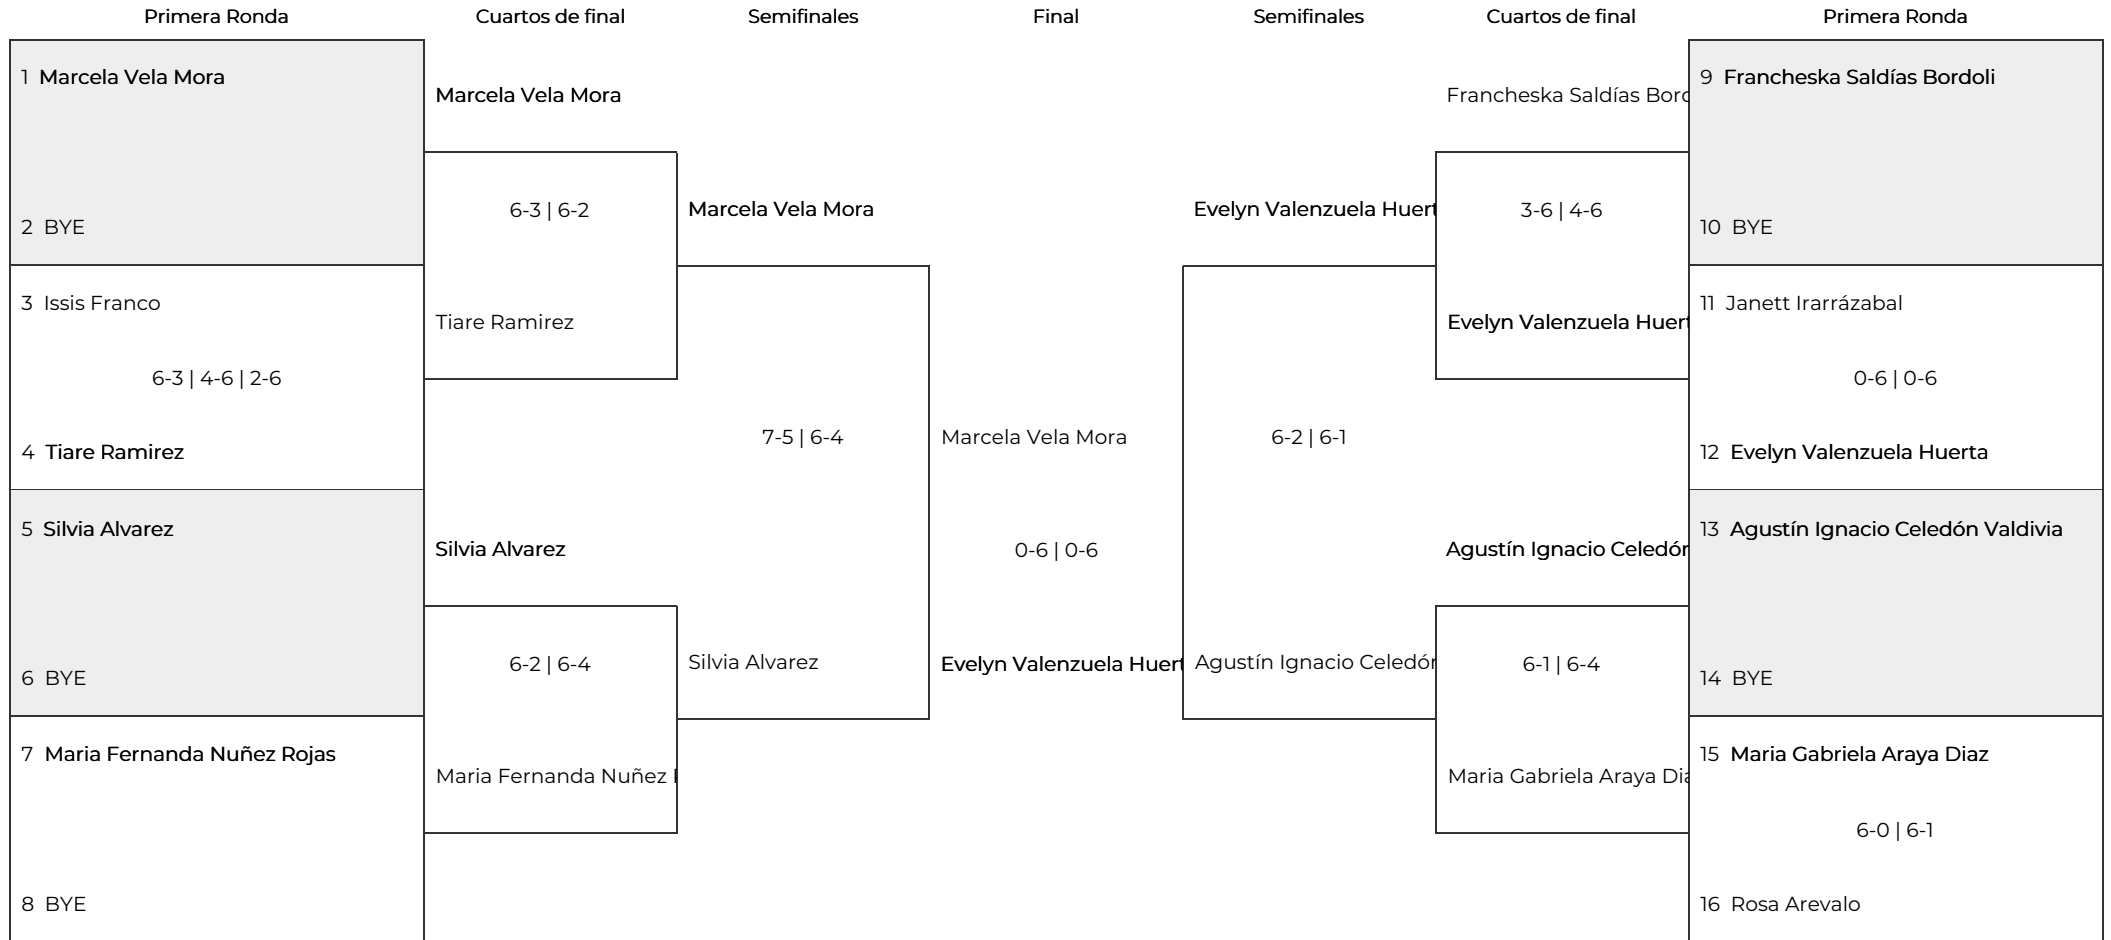 Primera Ronda
Cuartos de final
Semifinales
Final
Semifinales
Cuartos de final
Primera Ronda
1 Marcela Vela Mora
2 BYE
3 Issis Franco
6-3 | 4-6 | 2-6
4 Tiare Ramirez
5 Silvia Alvarez
6 BYE
7 Maria Fernanda Nuñez Rojas
8 BYE
Marcela Vela Mora
6-3 | 6-2
Tiare Ramirez
Silvia Alvarez
6-2 | 6-4
Maria Fernanda Nuñez
Marcela Vela Mora
7-5 | 6-4
Silvia Alvarez
Marcela Vela Mora
0-6 | 0-6
Evelyn Valenzuela Huert
Evelyn Valenzuela Huert
6-2 | 6-1
Agustín Ignacio Celedón
Francheska Saldías Bord
3-6 | 4-6
Evelyn Valenzuela Huert
Agustín Ignacio Celedón
6-1 | 6-4
Maria Gabriela Araya Dia
9 Francheska Saldías Bordoli
10 BYE
11 Janett Irarrázabal
0-6 | 0-6
12 Evelyn Valenzuela Huerta
13 Agustín Ignacio Celedón Valdivia
14 BYE
15 Maria Gabriela Araya Diaz
6-0 | 6-1
16 Rosa Arevalo